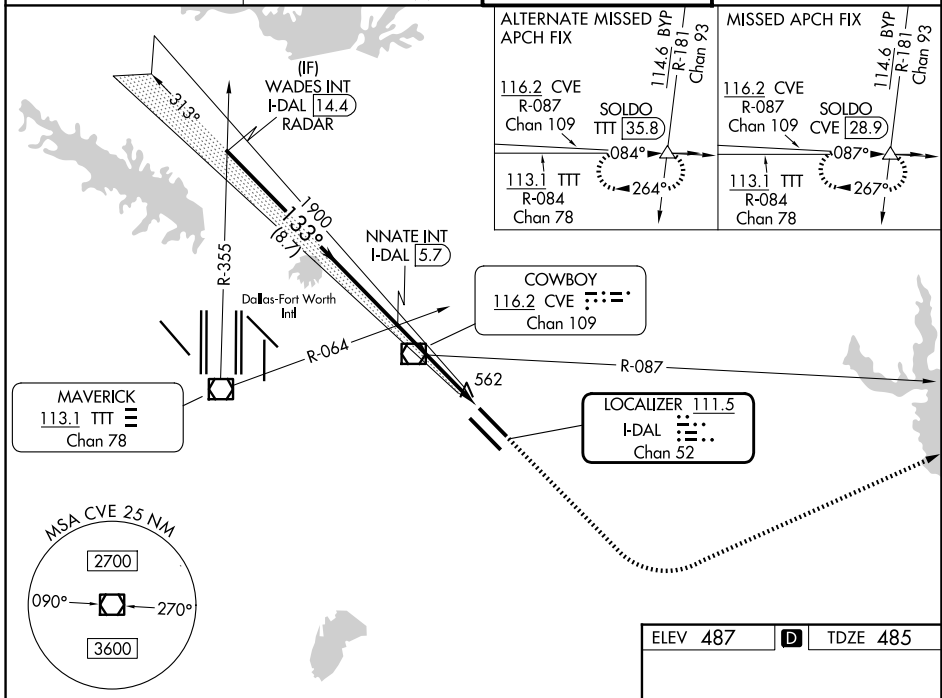 ALTERNATE MISSED
APCH FIX
116.2 CVE
R-087
Chan 109
114.6 BYP
R-181
Chan 93
SOLDO
TTT 35.8
084°
264°
113.1 TTT
R-084
Chan 78
MISSED APCH FIX
116.2 CVE
R-087
Chan 109
114.6 BYP
R-181
Chan 93
SOLDO
CVE 28.9
087°
267°
113.1 TTT
R-084
Chan 78
(IF)
WADES INT
I-DAL 14.4
RADAR
313°
1900
133°
(8.7)
R-355
NNATE INT
I-DAL 5.7
Dallas-Fort Worth
Intl
COWBOY
116.2 CVE
Chan 109
R-064
R-087
562
MAVERICK
113.1 TTT
Chan 78
LOCALIZER 111.5
I-DAL
Chan 52
MSA CVE 25 NM
2700
090°
270°
3600
ELEV 487 D TDZE 485